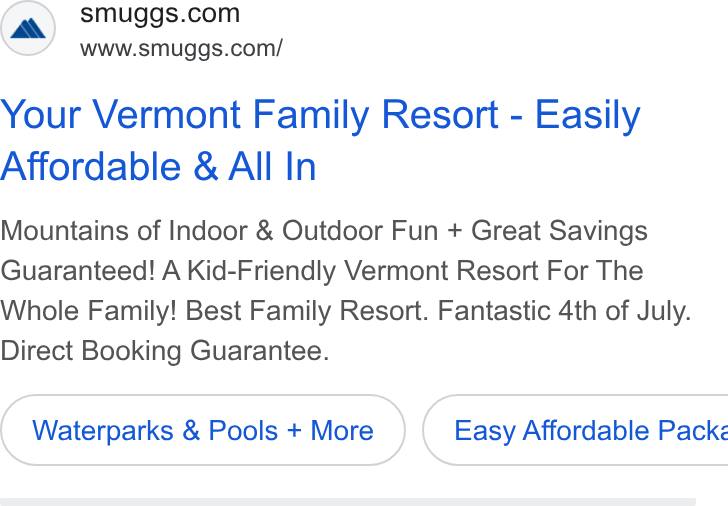 smuggs.com
www.smuggs.com/
Your Vermont Family Resort - Easily
Affordable & All In
Mountains of Indoor & Outdoor Fun + Great Savings
Guaranteed! A Kid-Friendly Vermont Resort For The
Whole Family! Best Family Resort. Fantastic 4th of July.
Direct Booking Guarantee.
Waterparks & Pools + More
Easy Affordable